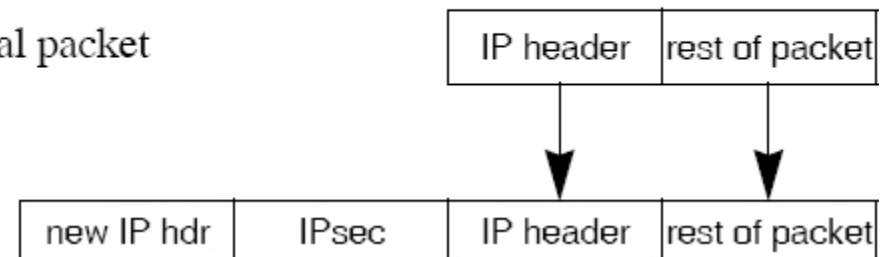 al packet
IP header rest of packet
new IP hdr IPsec IP header rest of packet